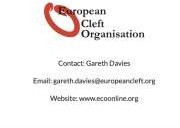 European
Cleft
Organisation
Contact: Gareth Davies
Email: gareth.davies@europeancleft.org
Website: www.ecoonline.org